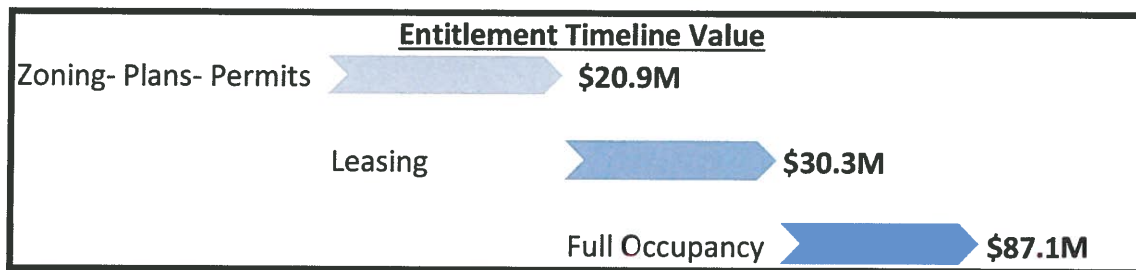 Entitlement Timeline Value
Zoning- Plans- Permits $20.9M
Leasing $30.3M
Full Occupancy $87.1M